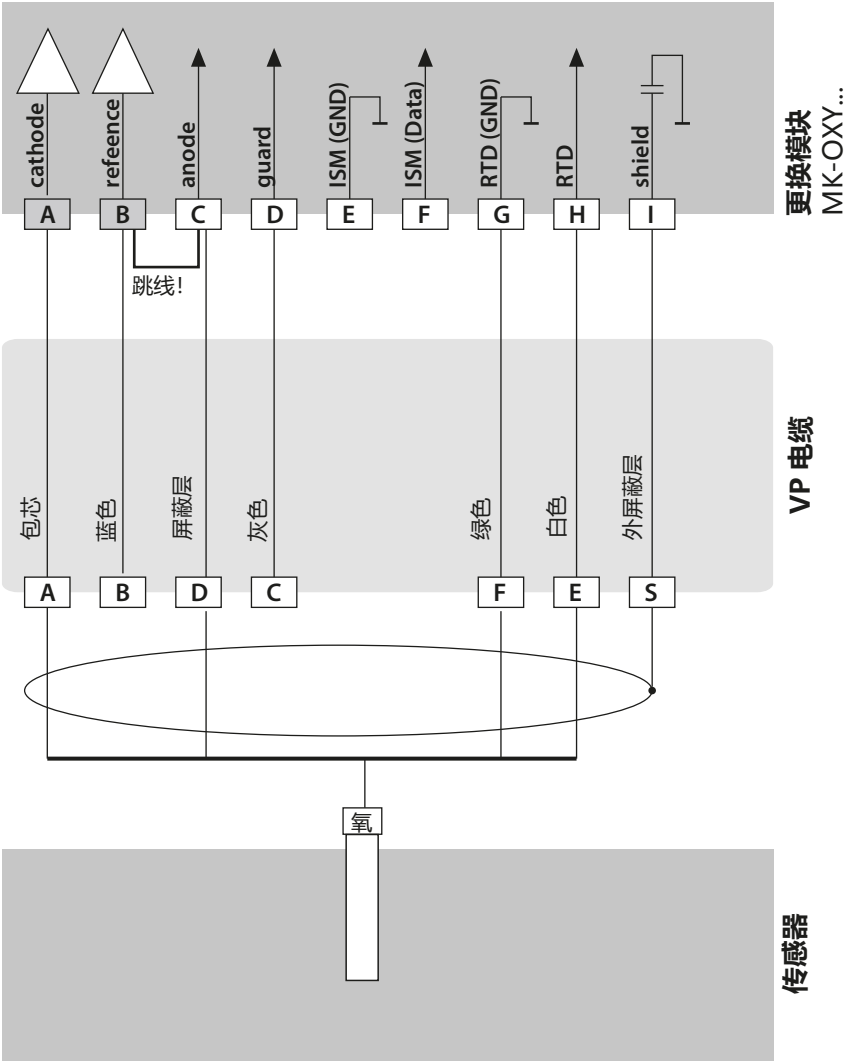 cathode
refeence
anode
guard
ISM (GND)
ISM (Data)
RTD (GND)
RTD
shield
A
B
C
D
E
F
G
H
I
跳线!
更换模块
MK-OXY...
包芯
蓝色
屏蔽层
灰色
绿色
白色
外屏蔽层
VP 电缆
A
B
D
C
F
E
S
氧
传感器